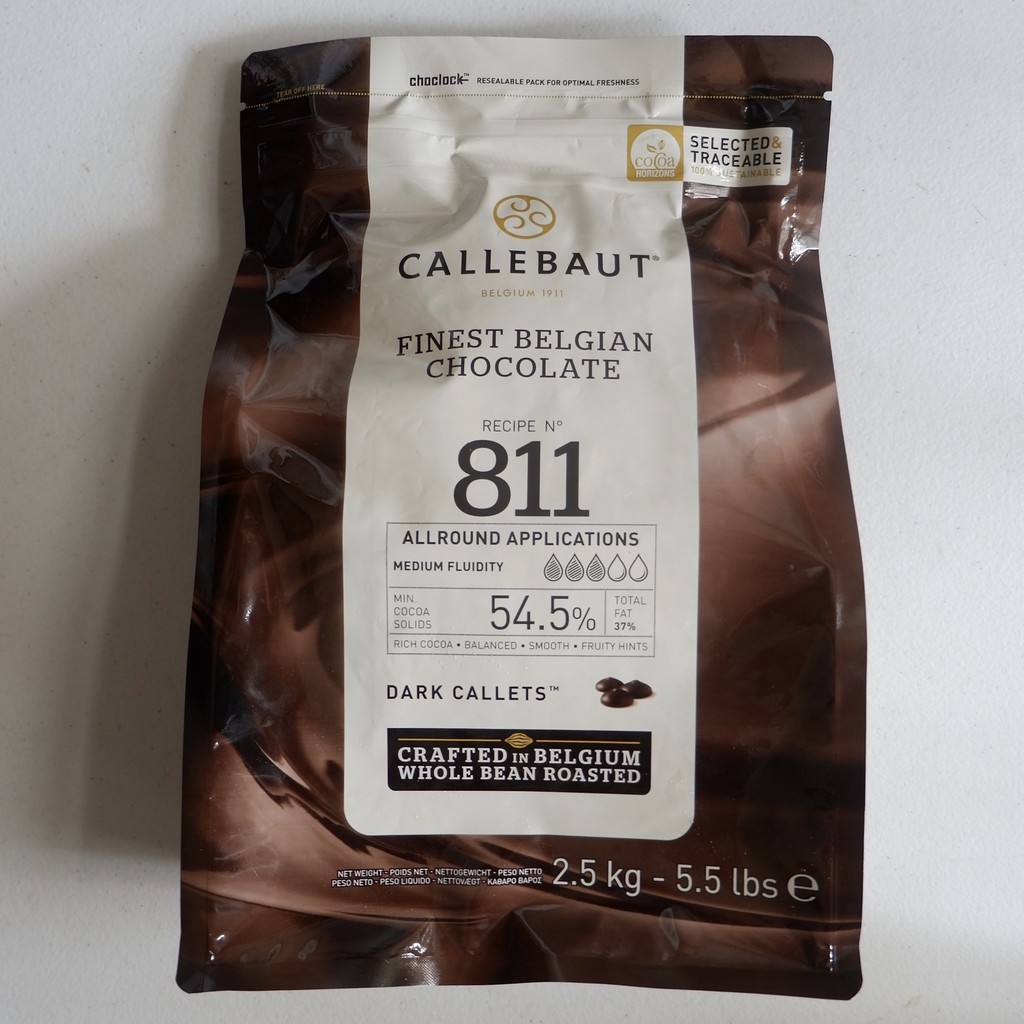 choclock™ RESEALABLE PACK FOR OPTIMAL FRESHNESS
TEAR OFF HERE
cocoa
HORIZONS
SELECTED&
TRACEABLE
100% SUSTAINABLE
CALLEBAUT®
BELGIUM 1911
FINEST BELGIAN
CHOCOLATE
RECIPE N°
811
ALLROUND APPLICATIONS
MEDIUM FLUIDITY
MIN.
COCOA
SOLIDS
54.5%
TOTAL
FAT
37%
RICH COCOA • BALANCED • SMOOTH • FRUITY HINTS
DARK CALLETS™
CRAFTED IN BELGIUM
WHOLE BEAN ROASTED
NET WEIGHT - POIDS NET - NETTOGEWICHT - PESO NETTO
PESO NETO - PESO LIQUIDO - NETTOVÆGT - ΚΑΒΑΡΟ ΒΑΡΟΣ
2.5 kg - 5.5 lbs ℮